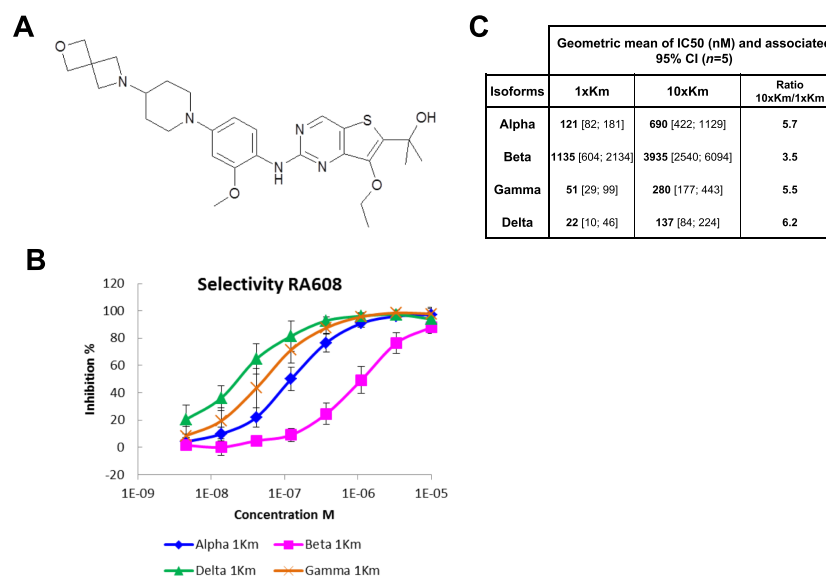 A
O
N
N
N
N
N
H
O
S
OH
O
B
Selectivity RA608
Inhibition %
120
100
80
60
40
20
0
-20
1E-09 1E-08 1E-07 1E-06 1E-05
Concentration M
Alpha 1Km Beta 1Km
Delta 1Km Gamma 1Km
C
Geometric mean of IC50 (nM) and associated
95% CI (n=5)
Isoforms 1xKm 10xKm Ratio
10xKm/1xKm
Alpha 121 [82; 181] 690 [422; 1129] 5.7
Beta 1135 [604; 2134] 3935 [2540; 6094] 3.5
Gamma 51 [29; 99] 280 [177; 443] 5.5
Delta 22 [10; 46] 137 [84; 224] 6.2